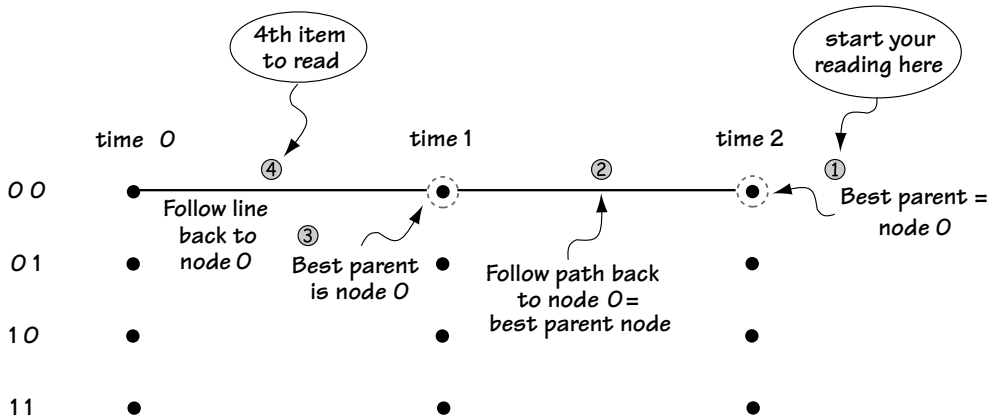 4th item
to read
start your
reading here
time 0
time 1
time 2
4
2
1
0 0
Best parent =
node 0
Follow line
back to
node 0
3
Best parent
is node 0
Follow path back
to node 0 =
best parent node
0 1
1 0
1 1